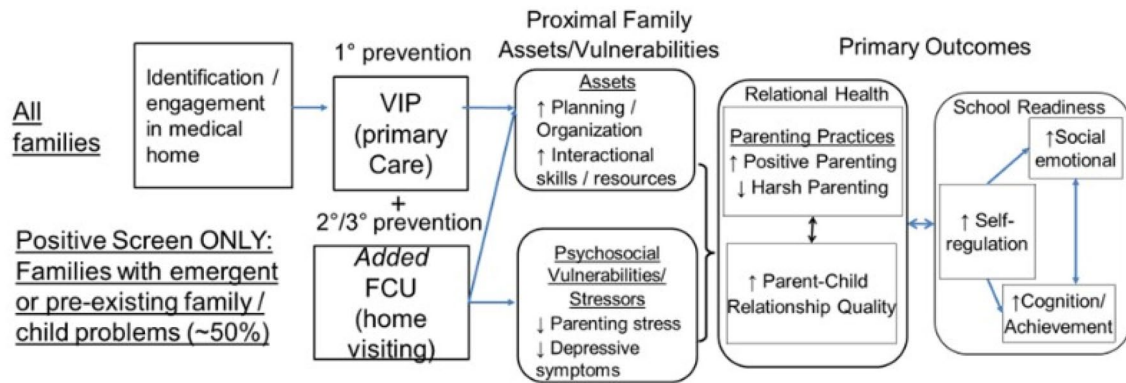 Proximal Family
Assets/Vulnerabilities
Primary Outcomes
All
families
Identification /
engagement
in medical
home
1° prevention
VIP
(primary
Care)
+
2°/3° prevention
Added
FCU
(home
visiting)
Positive Screen ONLY:
Families with emergent
or pre-existing family /
child problems (~50%)
Assets
↑ Planning /
Organization
↑ Interactional
skills / resources
Psychosocial
Vulnerabilities/
Stressors
↓ Parenting stress
↓ Depressive
symptoms
Relational Health
Parenting Practices
↑ Positive Parenting
↓ Harsh Parenting
↑ Parent-Child
Relationship Quality
School Readiness
↑Social
emotional
↑ Self-
regulation
↑Cognition/
Achievement